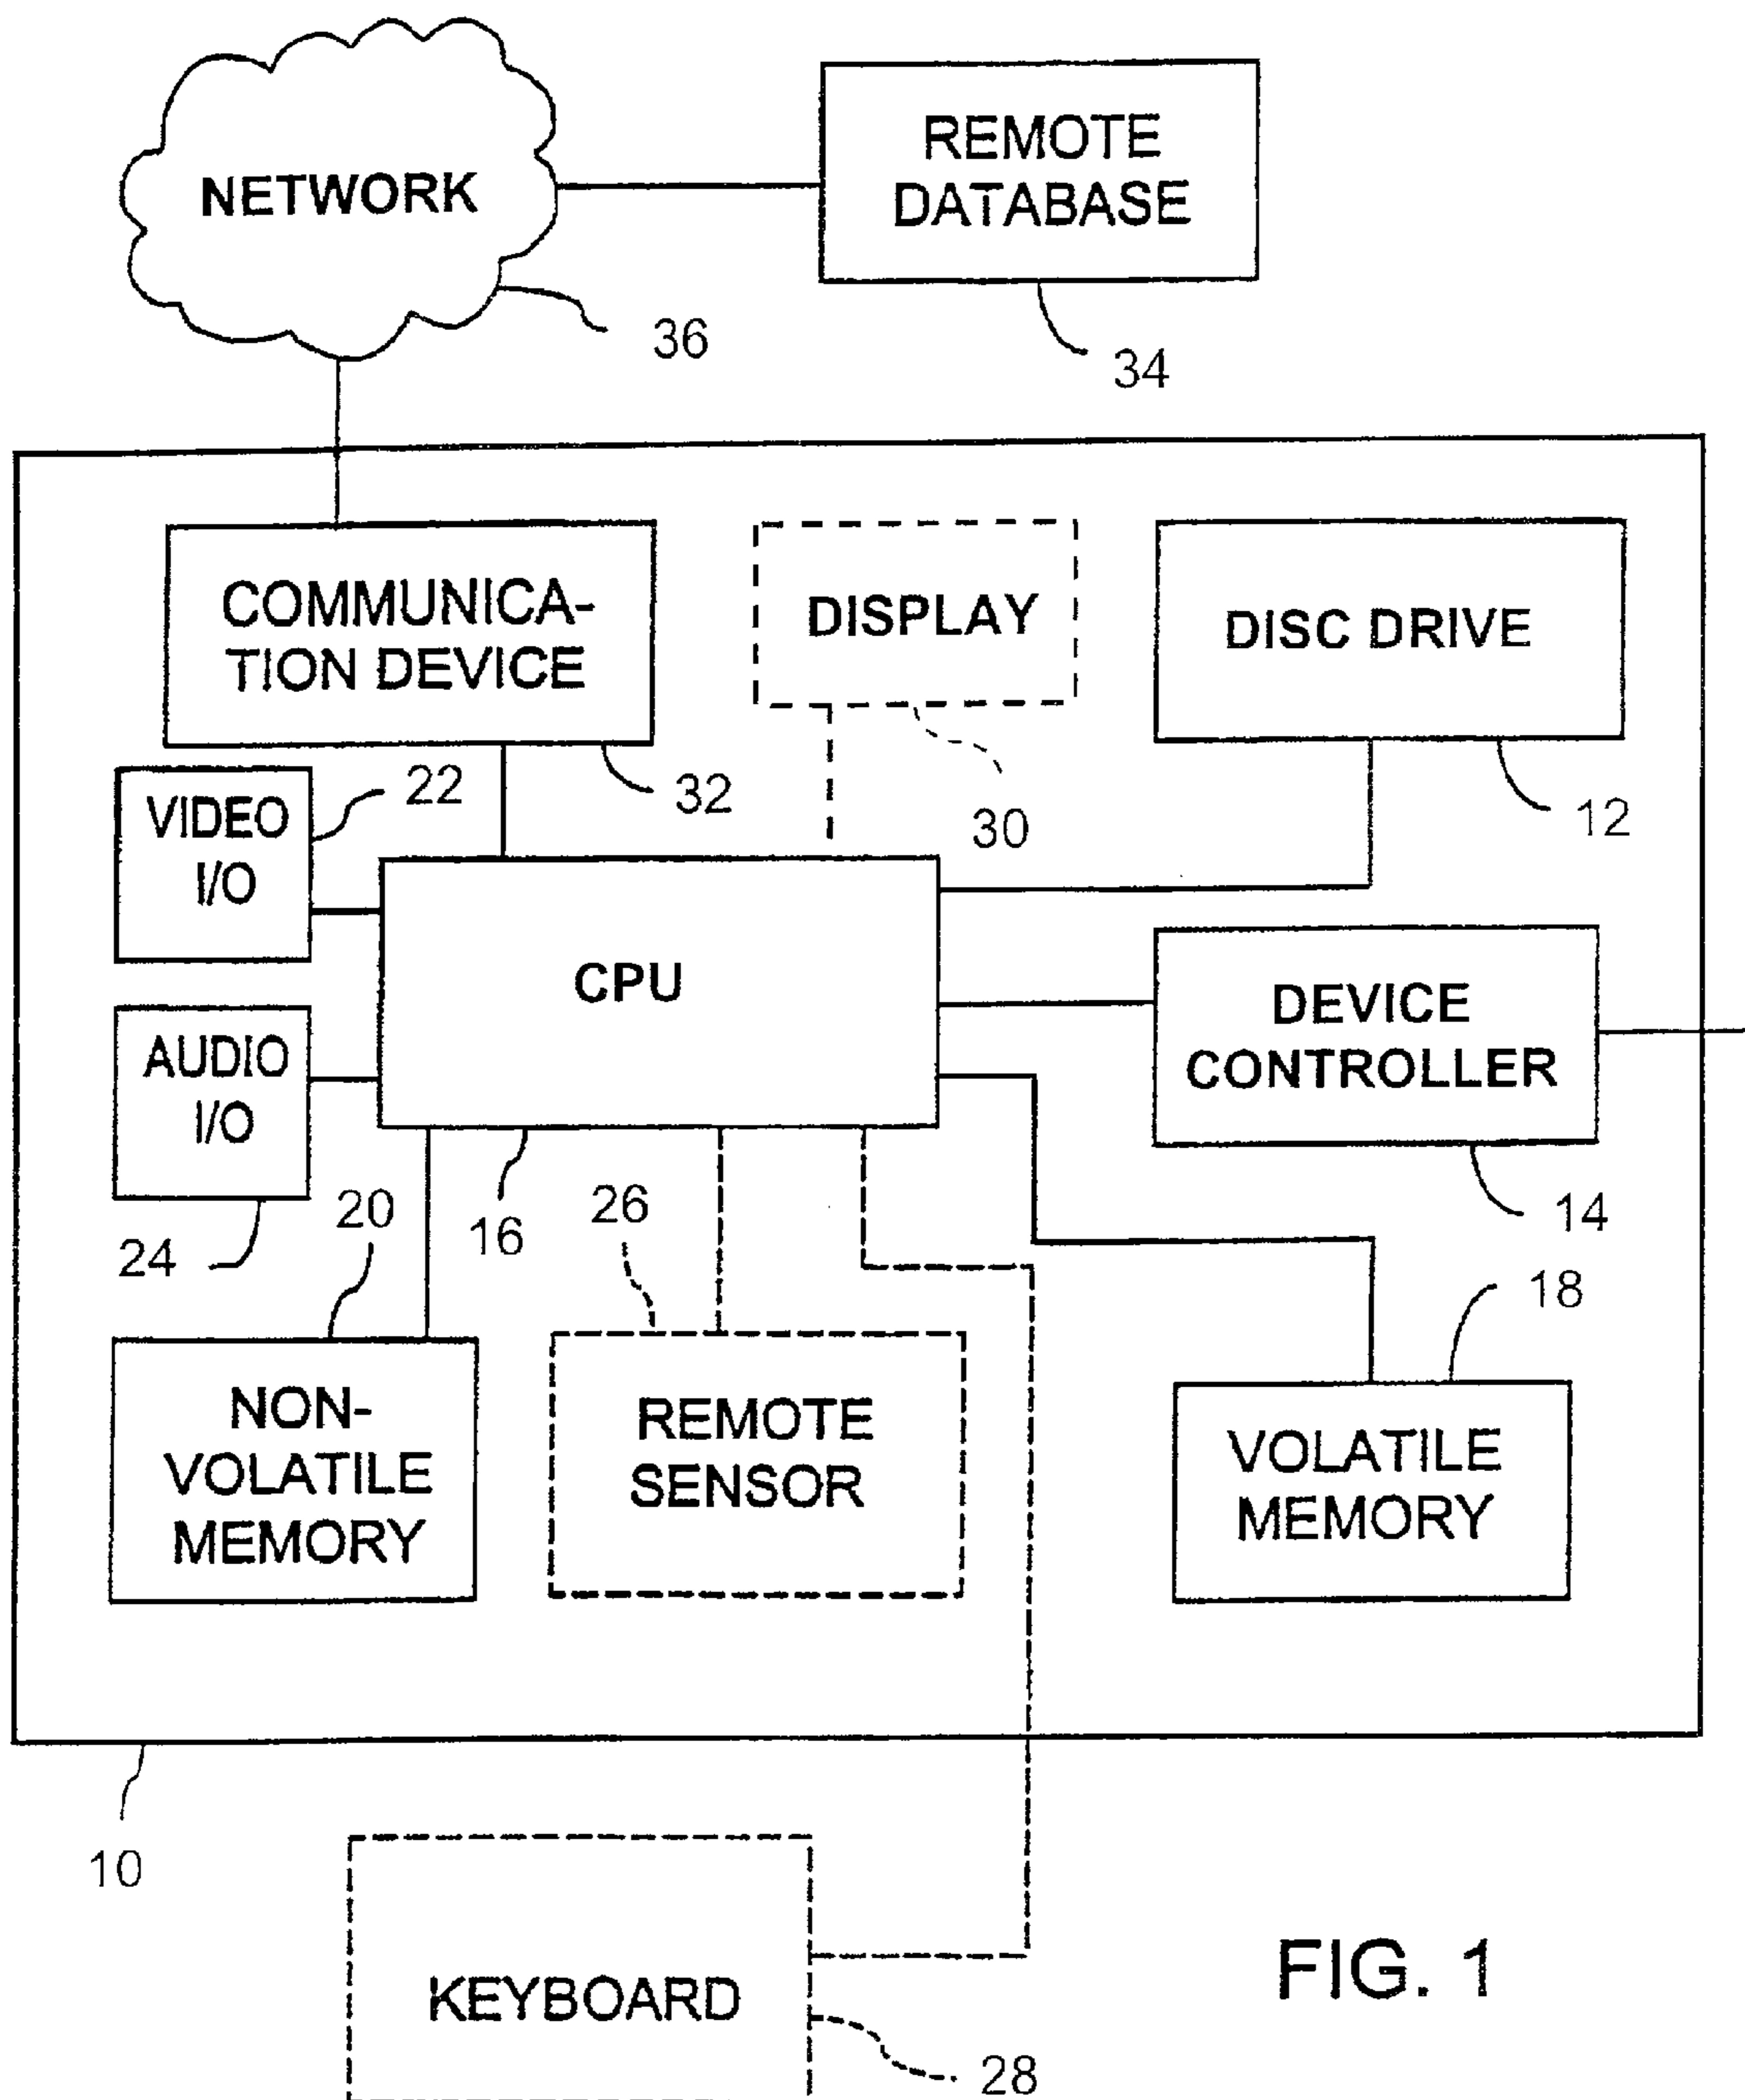 NETWORK
REMOTE
DATABASE
36
34
COMMUNICA-
TION DEVICE
DISPLAY
DISC DRIVE
32
30
12
VIDEO
I/O
22
CPU
DEVICE
CONTROLLER
AUDIO
I/O
24
20
16
26
14
18
NON-
VOLATILE
MEMORY
REMOTE
SENSOR
VOLATILE
MEMORY
10
KEYBOARD
28
FIG. 1